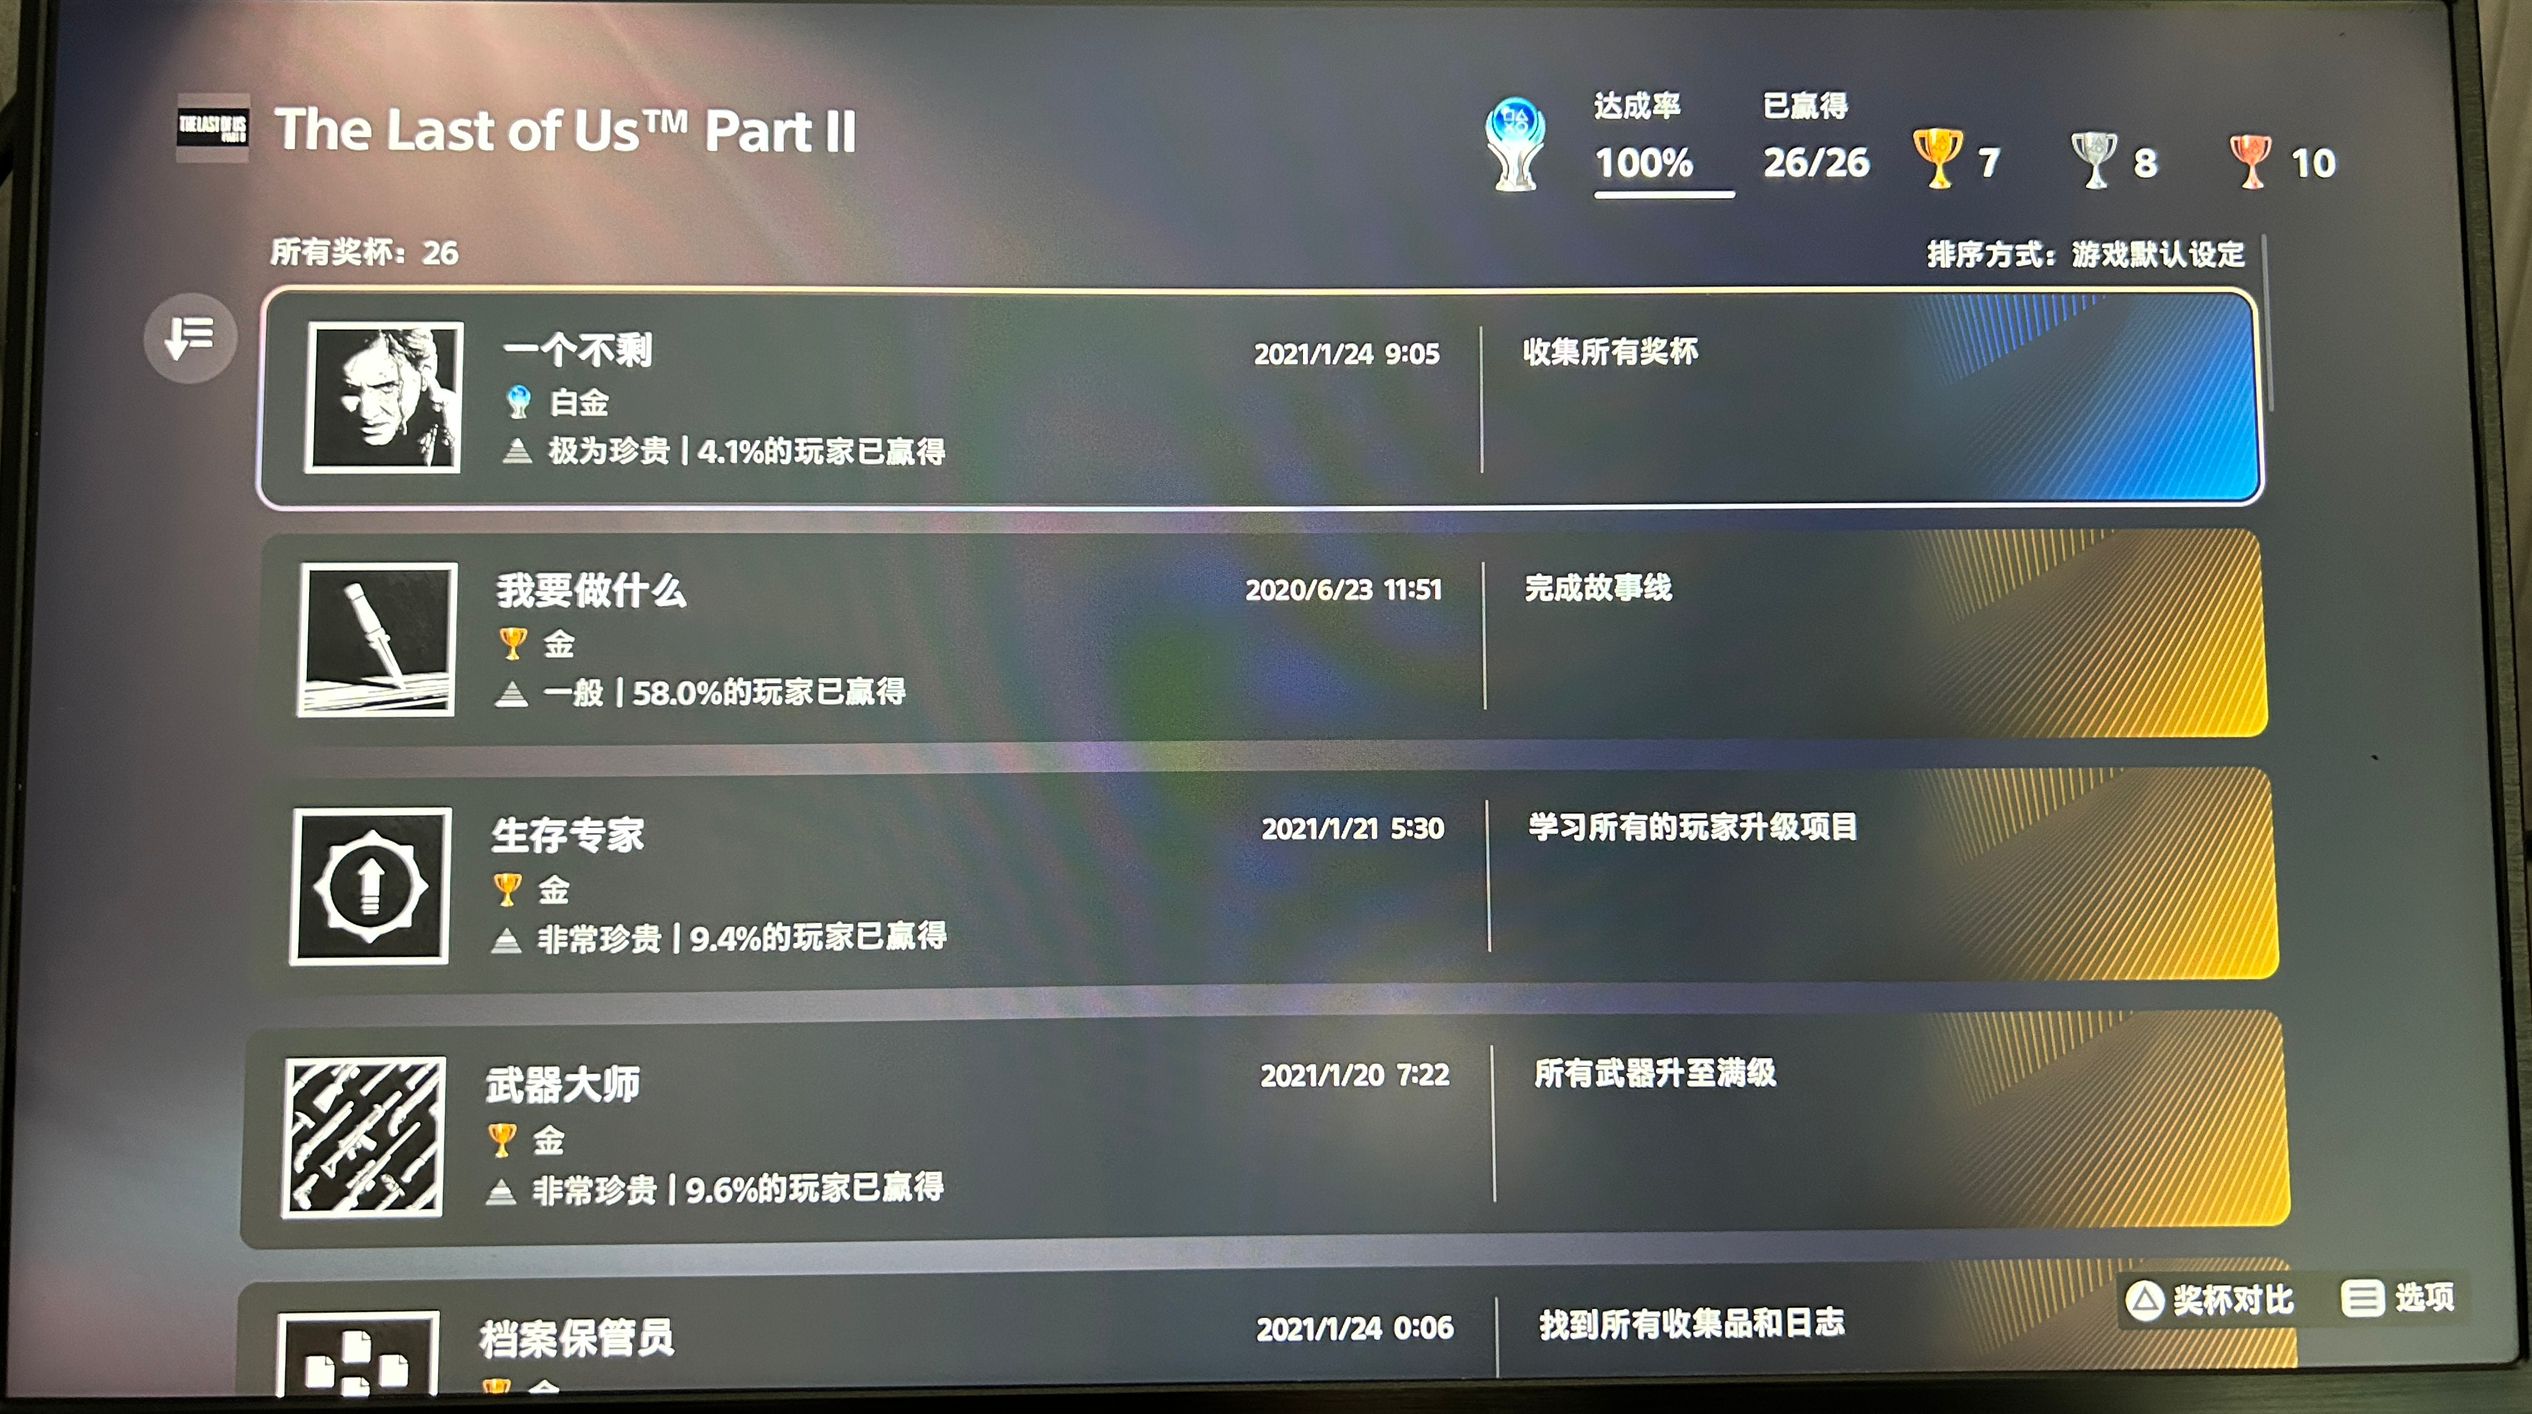 THE LAST OF US
PART II
The Last of Us™ Part II
达成率
已赢得
100%
26/26
7
8
10
所有奖杯：26
排序方式：游戏默认设定
一个不剩
2021/1/24 9:05
收集所有奖杯
白金
极为珍贵 | 4.1%的玩家已赢得
我要做什么
2020/6/23 11:51
完成故事线
金
一般 | 58.0%的玩家已赢得
生存专家
2021/1/21 5:30
学习所有的玩家升级项目
金
非常珍贵 | 9.4%的玩家已赢得
武器大师
2021/1/20 7:22
所有武器升至满级
金
非常珍贵 | 9.6%的玩家已赢得
档案保管员
2021/1/24 0:06
找到所有收集品和日志
奖杯对比
选项